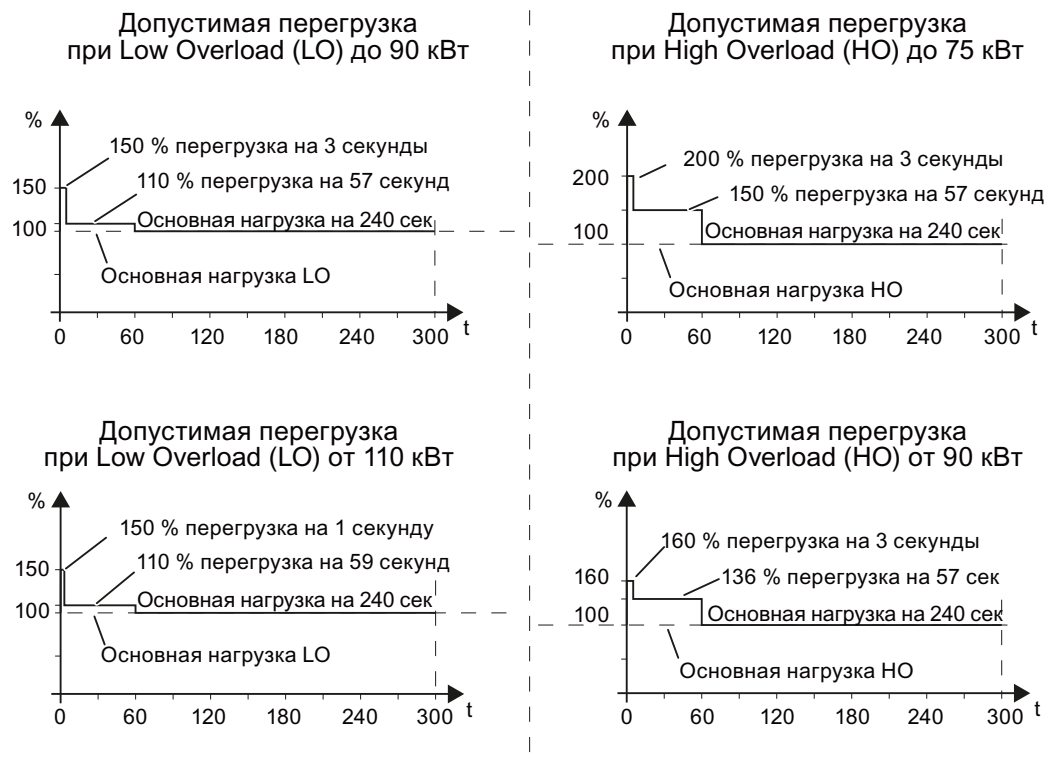 Допустимая перегрузка
при Low Overload (LO) до 90 кВт
%
150 % перегрузка на 3 секунды
110 % перегрузка на 57 секунд
150
Основная нагрузка на 240 сек
100
Основная нагрузка LO
0 60 120 180 240 300 t
Допустимая перегрузка
при High Overload (HO) до 75 кВт
%
200 % перегрузка на 3 секунды
200
150 % перегрузка на 57 секунд
Основная нагрузка на 240 сек
100
Основная нагрузка HO
0 60 120 180 240 300 t
Допустимая перегрузка
при Low Overload (LO) от 110 кВт
%
150 % перегрузка на 1 секунду
110 % перегрузка на 59 секунд
150
Основная нагрузка на 240 сек
100
Основная нагрузка LO
0 60 120 180 240 300 t
Допустимая перегрузка
при High Overload (HO) от 90 кВт
%
160 % перегрузка на 3 секунды
160
136 % перегрузка на 57 сек
100
Основная нагрузка на 240 сек
Основная нагрузка HO
0 60 120 180 240 300 t